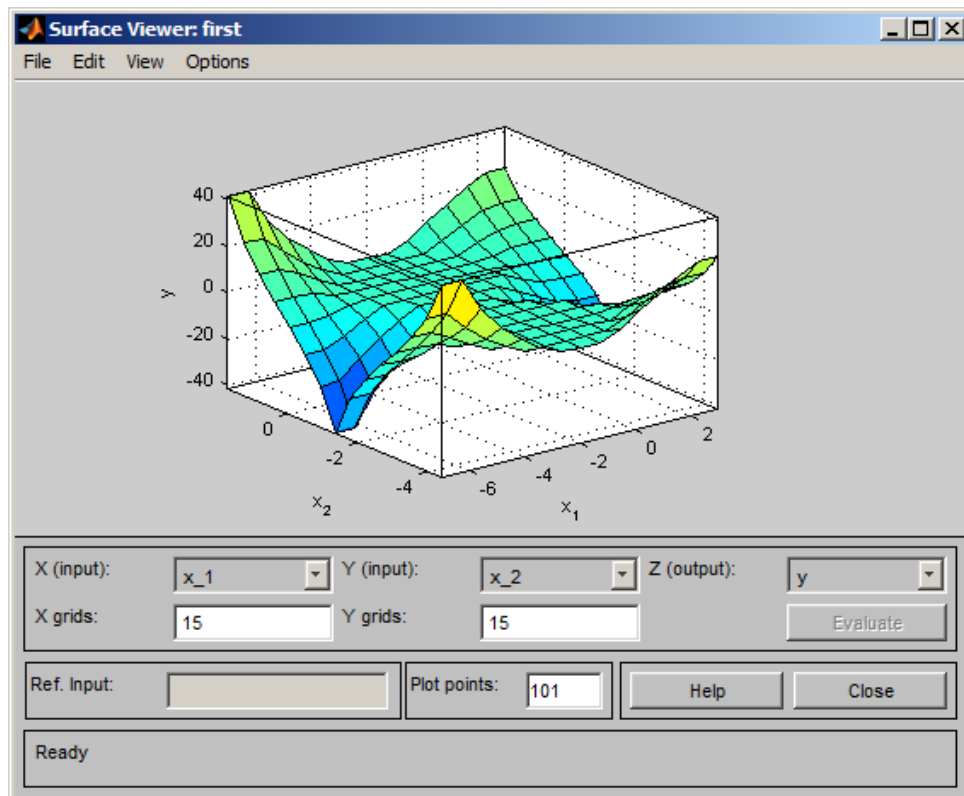 Surface Viewer: first
File Edit View Options
40
20
0
-20
-40
y
0
-2
-4
x2
-6
-4
-2
0
2
x1
X (input): x_1 Y (input): x_2 Z (output): y
X grids: 15 Y grids: 15 Evaluate
Ref. Input: Plot points: 101 Help Close
Ready